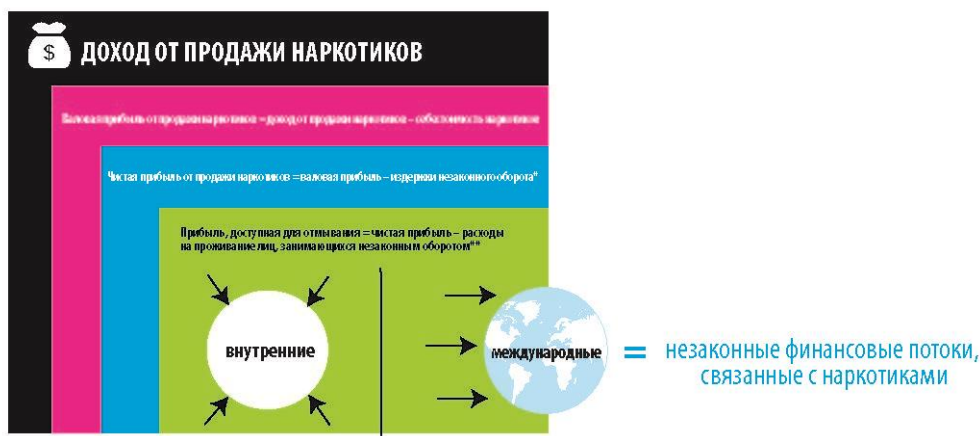 $ ДОХОД ОТ ПРОДАЖИ НАРКОТИКОВ
Валовая прибыль от продажи наркотиков = доход от продажи наркотиков – себестоимость наркотиков
Чистая прибыль от продажи наркотиков = валовая прибыль – издержки незаконного оборота*
Прибыль, доступная для отмывания = чистая прибыль – расходы
на проживание лиц, занимающихся незаконным оборотом**
внутренние
международные
= незаконные финансовые потоки,
связанные с наркотиками